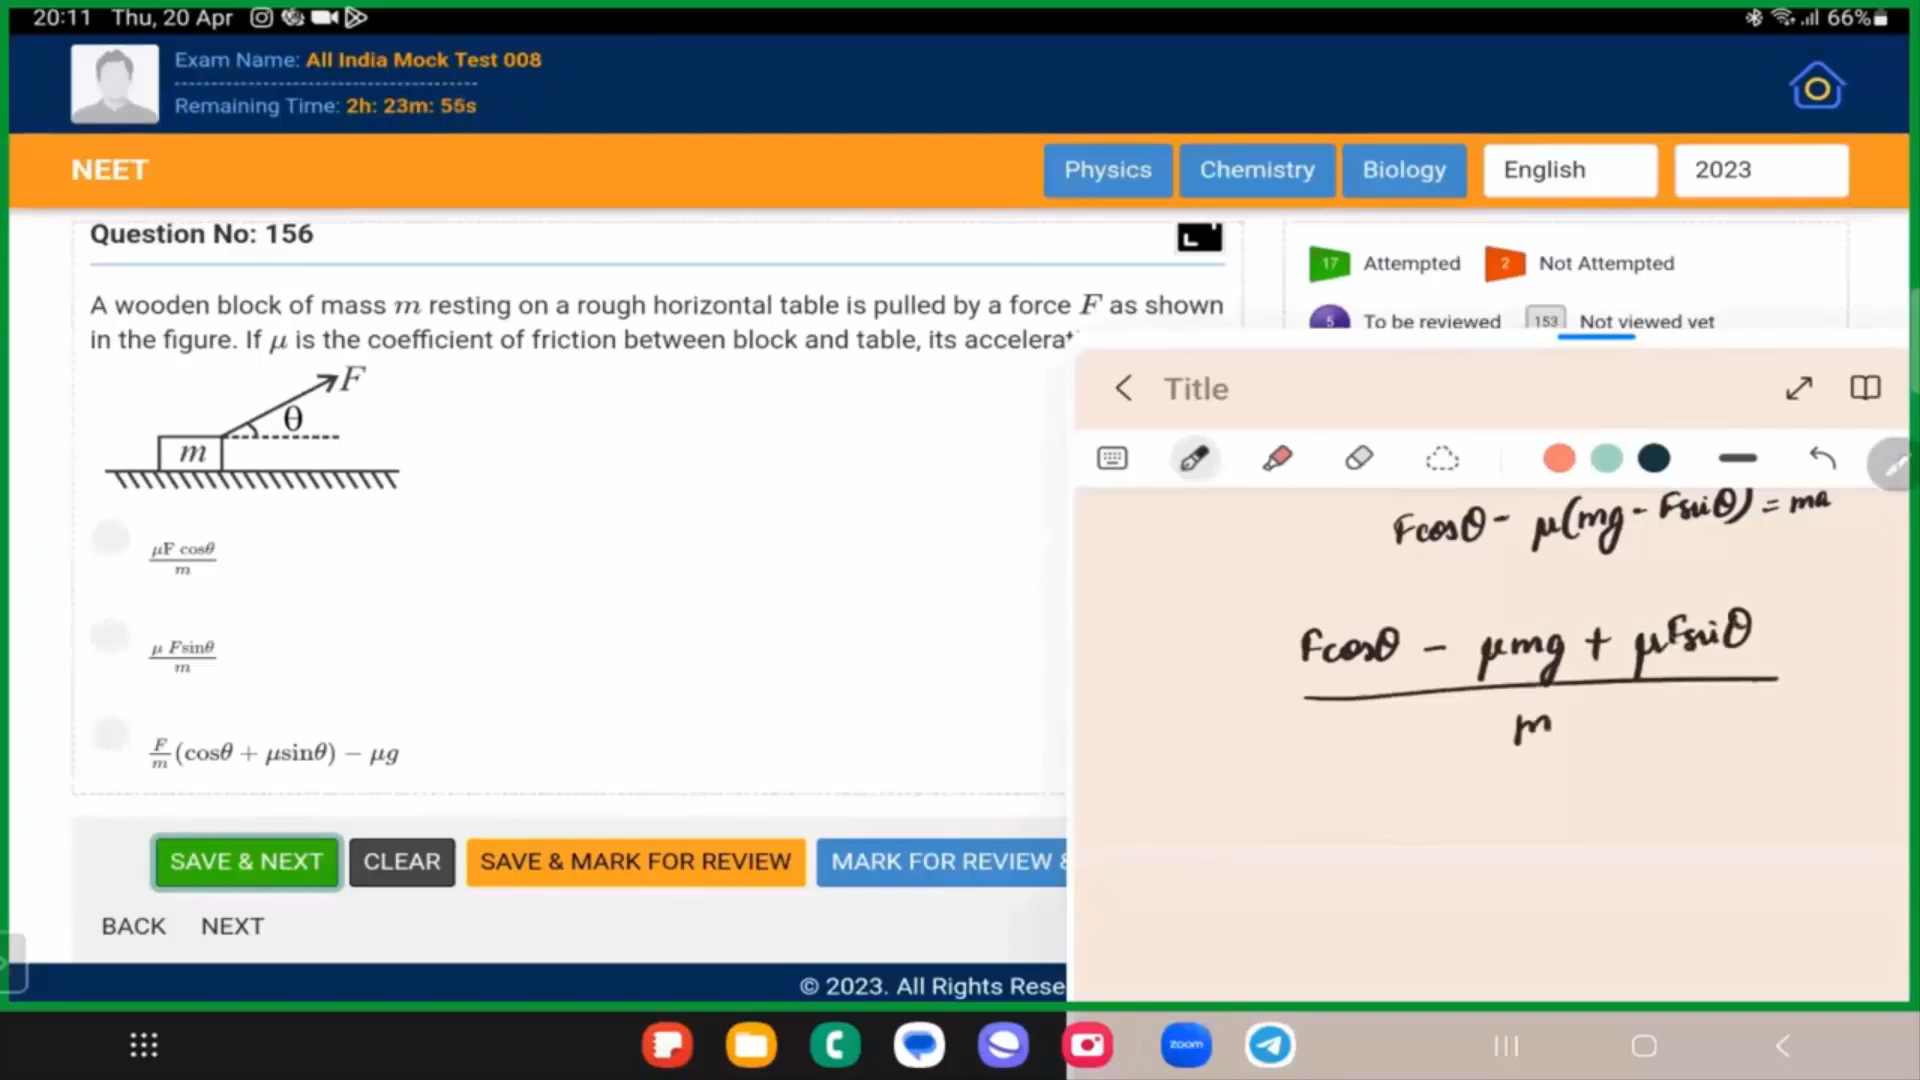 20:11 Thu, 20 Apr
66%
Exam Name: All India Mock Test 008
Remaining Time: 2h: 23m: 56s
NEET
Physics
Chemistry
Biology
English
2023
Question No: 156
17 Attempted
2 Not Attempted
5 To be reviewed
153 Not viewed yet
A wooden block of mass m resting on a rough horizontal table is pulled by a force F as shown
in the figure. If μ is the coefficient of friction between block and table, its accelerat
F
θ
m
μF cosθ
m
μ Fsinθ
m
F/m (cosθ + μsinθ) − μg
Title
Fcosθ - μ(mg - Fsinθ) = ma
Fcosθ - μmg + μFsinθ
m
SAVE & NEXT
CLEAR
SAVE & MARK FOR REVIEW
MARK FOR REVIEW &
BACK
NEXT
© 2023. All Rights Rese
zoom